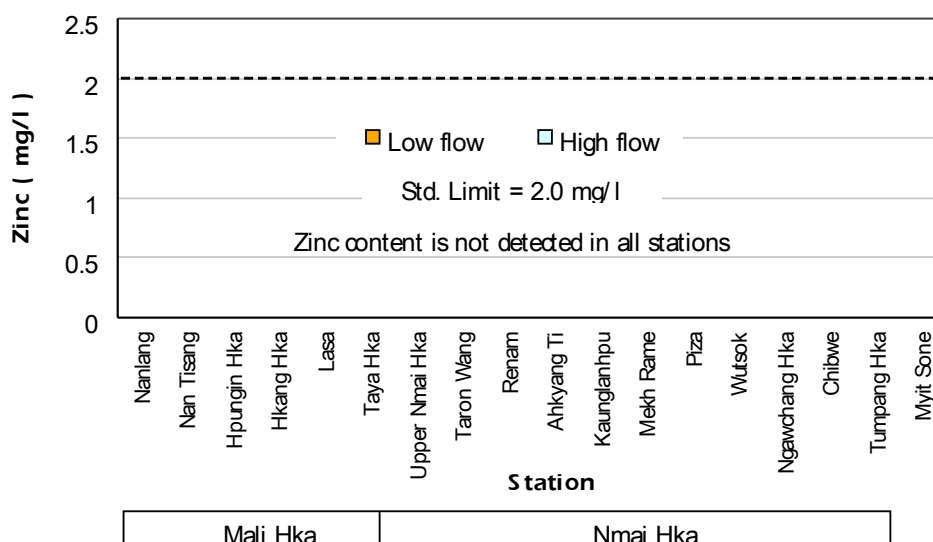 2.5
2
1.5
1
0.5
0
Zinc ( mg/l )
Low flow High flow
Std. Limit = 2.0 mg/l
Zinc content is not detected in all stations
Nanlang
Nan Tisang
Hpungin Hka
Hkang Hka
Lasa
Taya Hka
Upper Nmai Hka
Taron Wang
Renam
Ahkyang Ti
Kaunglanhpu
Mekh Rame
Piza
Wutsok
Ngawchang Hka
Chibwe
Tumpang Hka
Myit Sone
Station
Mali Hka Nmai Hka